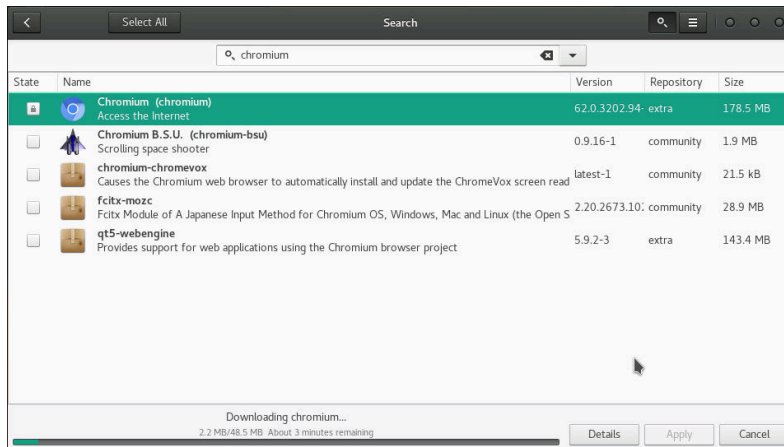 Select All
Search
chromium
State Name Version Repository Size
Chromium (chromium)
Access the Internet
62.0.3202.94- extra 178.5 MB
Chromium B.S.U. (chromium-bsu)
Scrolling space shooter
0.9.16-1 community 1.9 MB
chromium-chromevox
Causes the Chromium web browser to automatically install and update the ChromeVox screen read
latest-1 community 21.5 kB
fcitx-mozc
Fcitx Module of A Japanese Input Method for Chromium OS, Windows, Mac and Linux (the Open S
2.20.2673.102 community 28.9 MB
qt5-webengine
Provides support for web applications using the Chromium browser project
5.9.2-3 extra 143.4 MB
Downloading chromium...
2.2 MB/48.5 MB About 3 minutes remaining
Details Apply Cancel